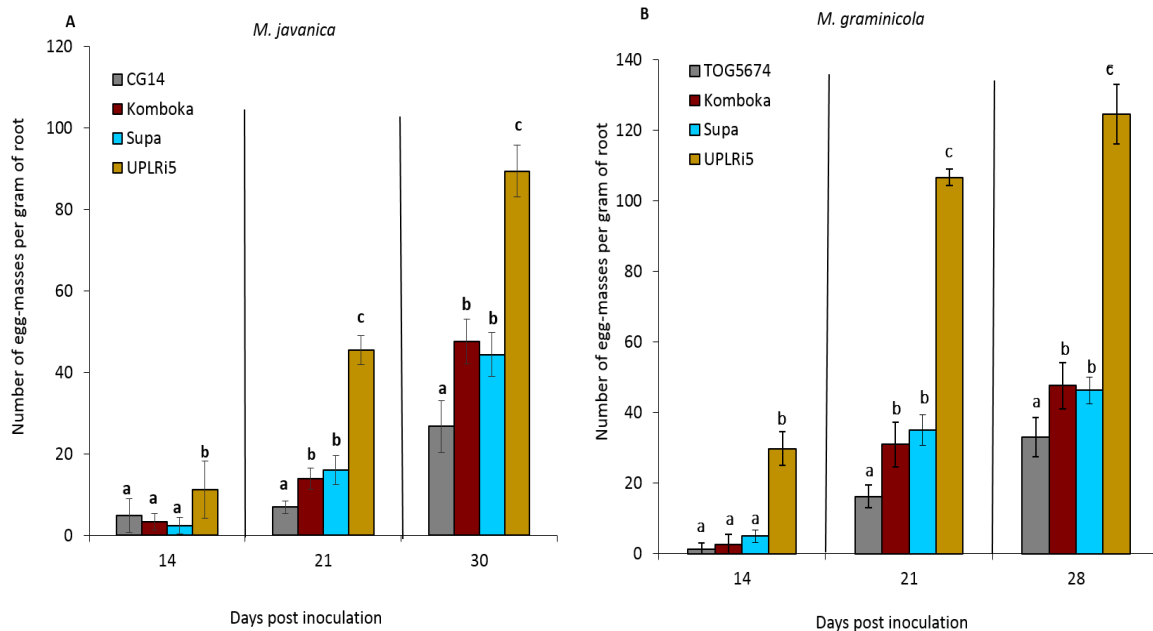 A
M. javanica
120
100
80
60
40
20
0
Number of egg-masses per gram of root
CG14
Komboka
Supa
UPLRi5
a
a
a
b
a
b
b
c
a
b
b
c
14
21
30
Days post inoculation
B
M. graminicola
140
120
100
80
60
40
20
0
Number of egg-masses per gram of root
TOG5674
Komboka
Supa
UPLRi5
a
a
a
b
a
b
b
c
a
b
b
c
14
21
28
Days post inoculation